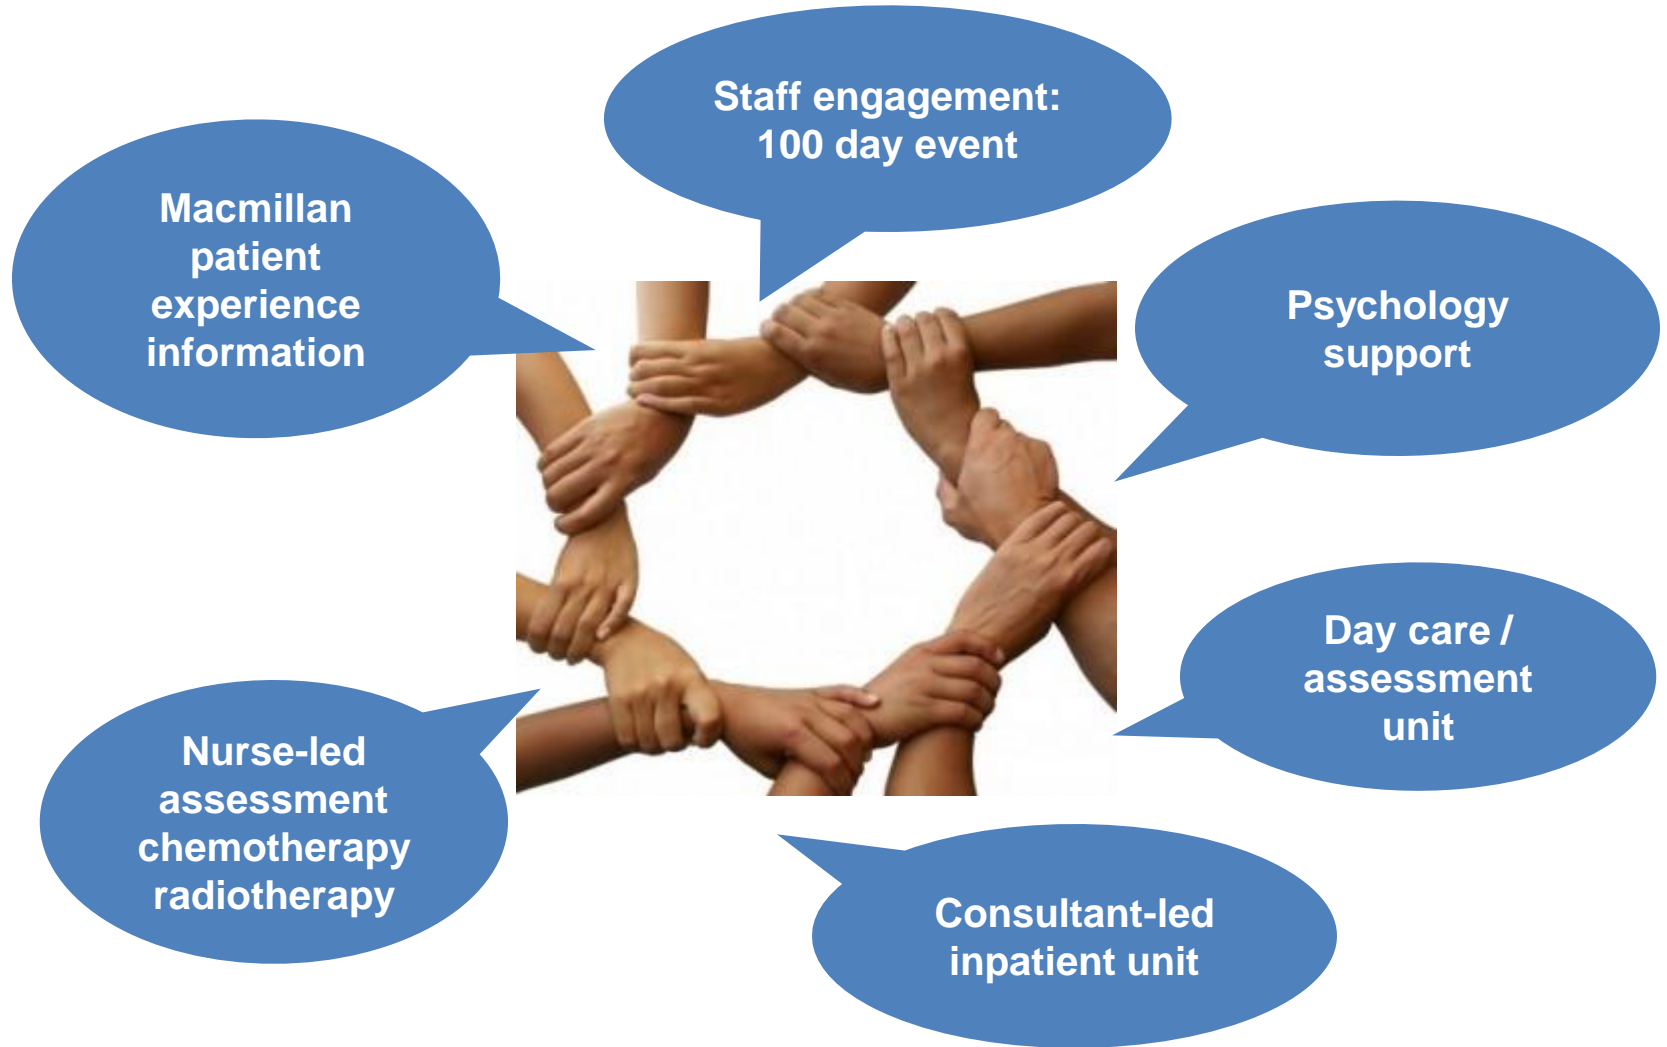 Staff engagement:
100 day event
Macmillan
patient
experience
information
Psychology
support
Day care /
assessment
unit
Nurse-led
assessment
chemotherapy
radiotherapy
Consultant-led
inpatient unit